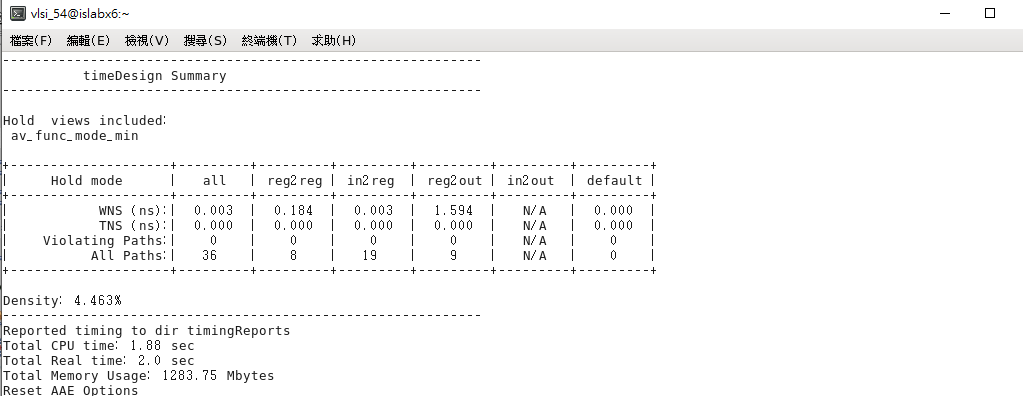 vlsi_54@islabx6:~
檔案(F) 編輯(E) 檢視(V) 搜尋(S) 終端機(T) 求助(H)
------------------------------------------------------------
          timeDesign Summary
------------------------------------------------------------
Hold  views included:
 av_func_mode_min
+--------------------+---------+---------+---------+---------+---------+---------+
|     Hold mode      |   all   | reg2reg | in2reg  | reg2out | in2out  | default |
+--------------------+---------+---------+---------+---------+---------+---------+
|           WNS (ns):|  0.003  |  0.184  |  0.003  |  1.594  |   N/A   |  0.000  |
|           TNS (ns):|  0.000  |  0.000  |  0.000  |  0.000  |   N/A   |  0.000  |
|    Violating Paths:|    0    |    0    |    0    |    0    |   N/A   |    0    |
|          All Paths:|   36    |    8    |   19    |    9    |   N/A   |    0    |
+--------------------+---------+---------+---------+---------+---------+---------+
Density: 4.463%
------------------------------------------------------------
Reported timing to dir timingReports
Total CPU time: 1.88 sec
Total Real time: 2.0 sec
Total Memory Usage: 1283.75 Mbytes
Reset AAE Options